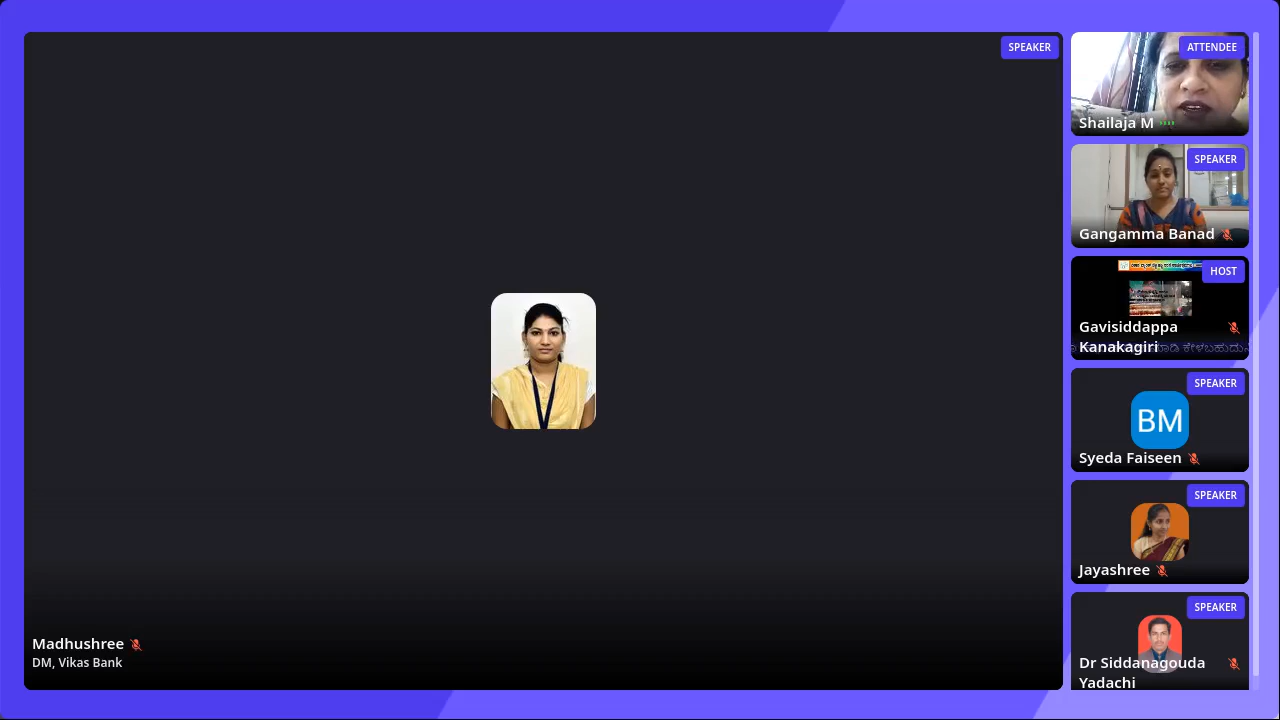 SPEAKER
Madhushree
DM, Vikas Bank
ATTENDEE
Shailaja M
SPEAKER
Gangamma Banad
HOST
Gavisiddappa
Kanakagiri
ಕೇಳಬಹುದು
SPEAKER
BM
Syeda Faiseen
SPEAKER
Jayashree
SPEAKER
Dr Siddanagouda
Yadachi